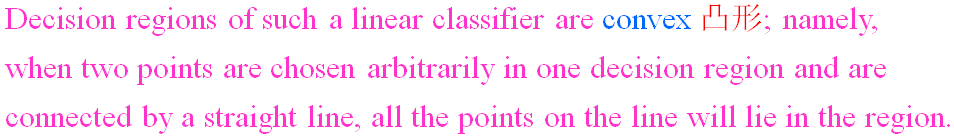 Decision regions of such a linear classifier are convex 凸形; namely,
when two points are chosen arbitrarily in one decision region and are
connected by a straight line, all the points on the line will lie in the region.